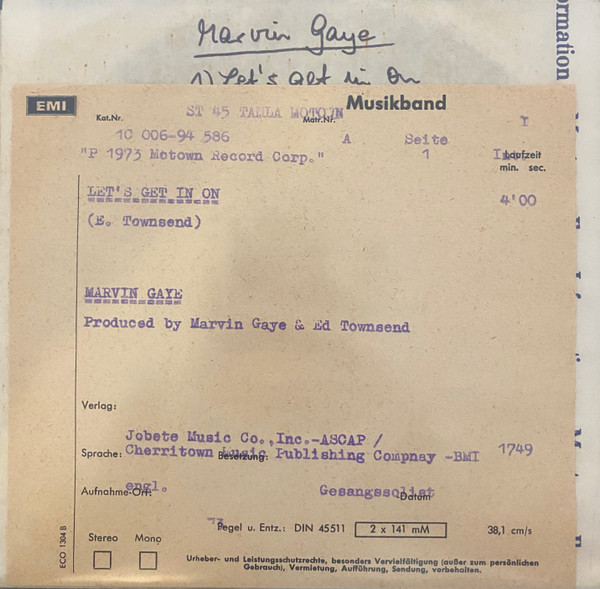 Marvin Gaye
1) Let's Get in On
ormation
EMI
ST 45 TAMLA MOTOWN Musikband
Kat.Nr. Matr.Nr. I
1C 006-94 586 A Seite
"P 1973 Motown Record Corp." 1 Laufzeit
min. sec.
LET'S GET IN ON 4'00
(E. Townsend)
MARVIN GAYE
Produced by Marvin Gaye & Ed Townsend
Verlag:
Jobete Music Co.,Inc.-ASCAP /
Sprache: Cherritown Music Publishing Compnay -BMI 1749
Besetzung:
Aufnahme-Ort: engl. Gesangssolist
Datum
73
Pegel u. Entz.: DIN 45511 2 x 141 mM 38,1 cm/s
Stereo Mono
Urheber- und Leistungsschutzrechte, besonders Vervielfältigung (außer zum persönlichen
Gebrauch), Vermietung, Aufführung, Sendung, vorbehalten.
ECO 1304 B